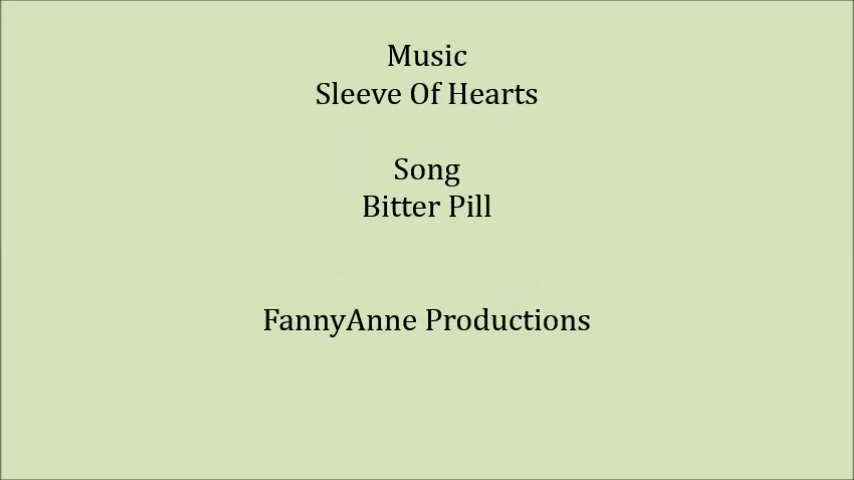 Music
Sleeve Of Hearts
Song
Bitter Pill
FannyAnne Productions